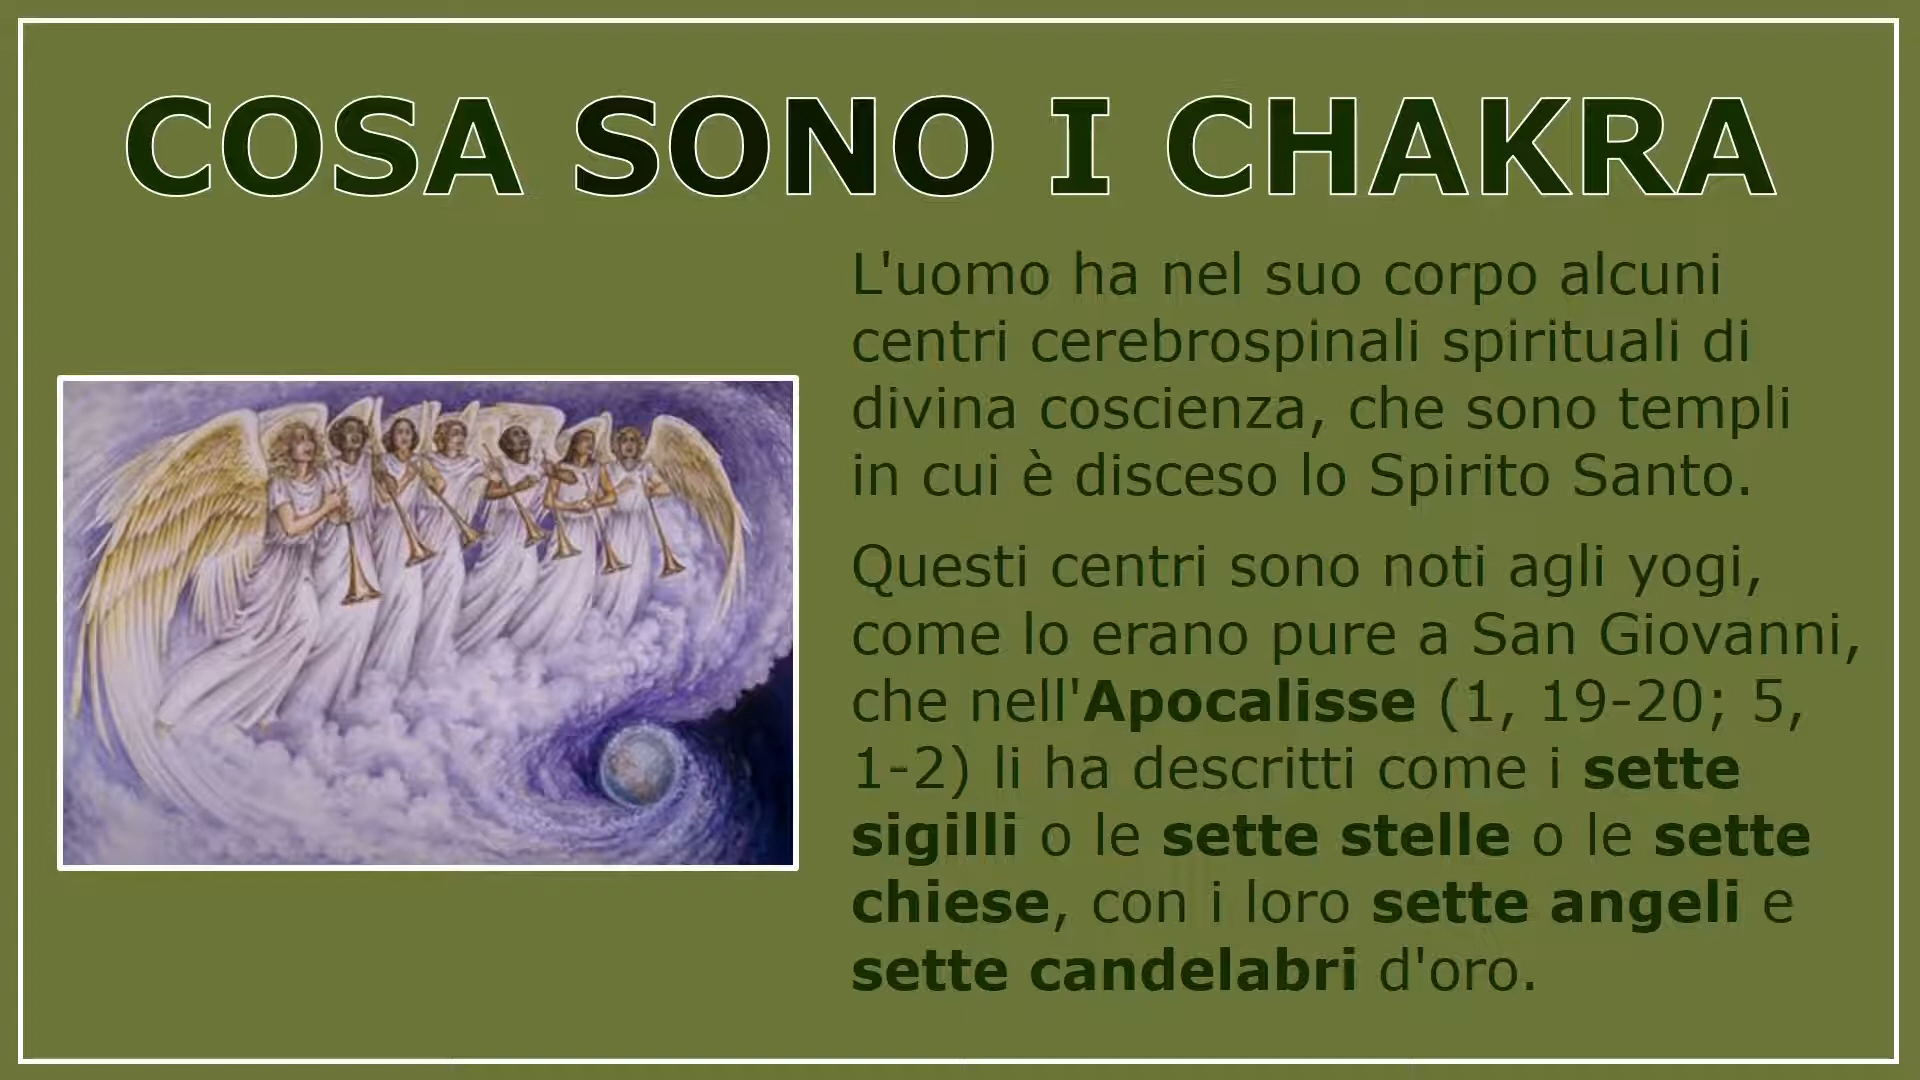 COSA SONO I CHAKRA
L'uomo ha nel suo corpo alcuni
centri cerebrospinali spirituali di
divina coscienza, che sono templi
in cui è disceso lo Spirito Santo.
Questi centri sono noti agli yogi,
come lo erano pure a San Giovanni,
che nell'Apocalisse (1, 19-20; 5,
1-2) li ha descritti come i sette
sigilli o le sette stelle o le sette
chiese, con i loro sette angeli e
sette candelabri d'oro.